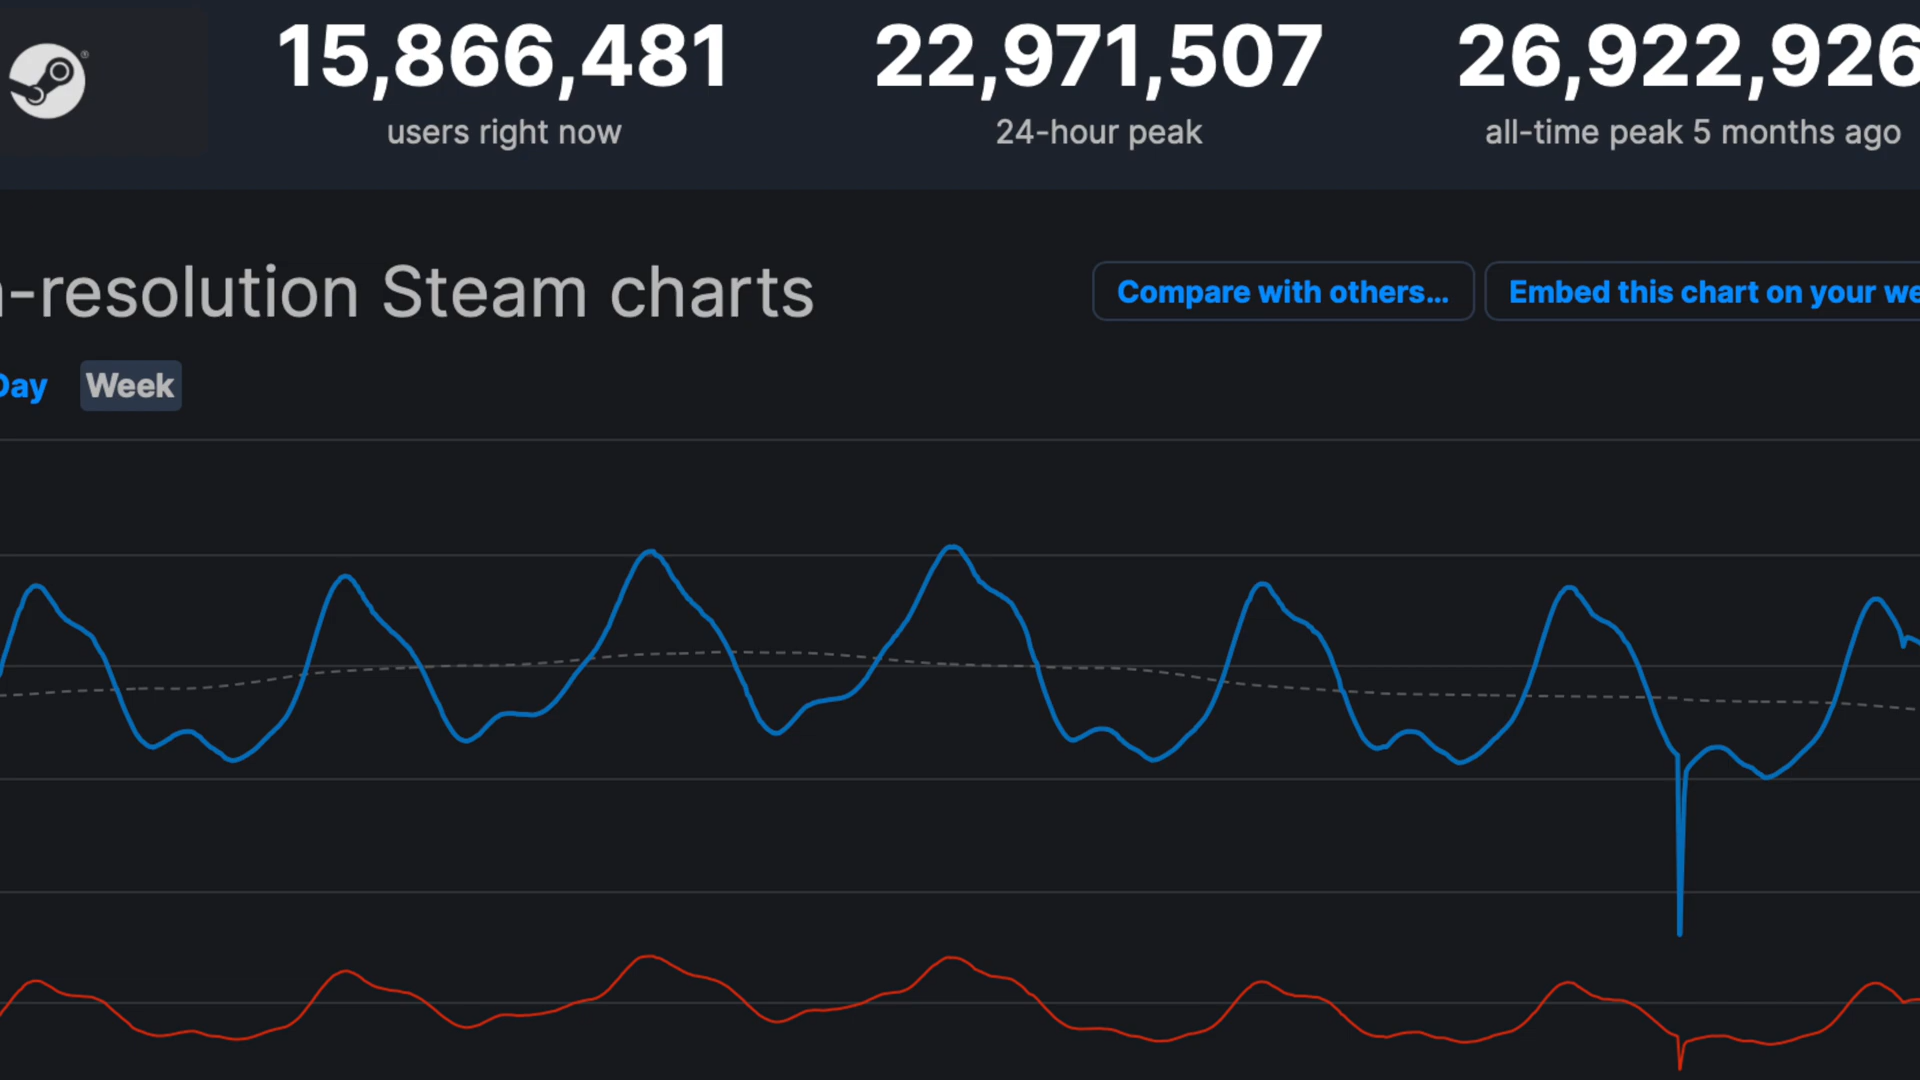 15,866,481
users right now
22,971,507
24-hour peak
26,922,926
all-time peak 5 months ago
-resolution Steam charts
Compare with others...
Embed this chart on your we
Day
Week